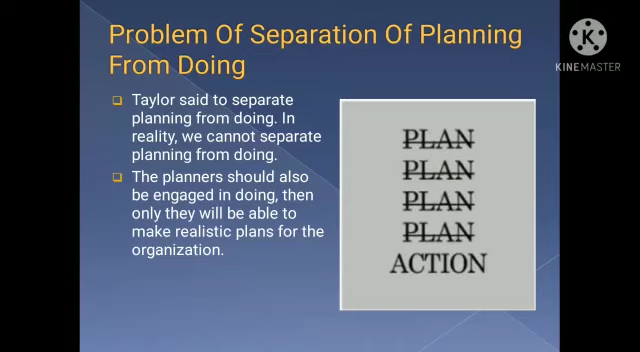 Problem Of Separation Of Planning
From Doing
Taylor said to separate
planning from doing. In
reality, we cannot separate
planning from doing.
The planners should also
be engaged in doing, then
only they will be able to
make realistic plans for the
organization.
PLAN
PLAN
PLAN
PLAN
ACTION
K
KINEMASTER